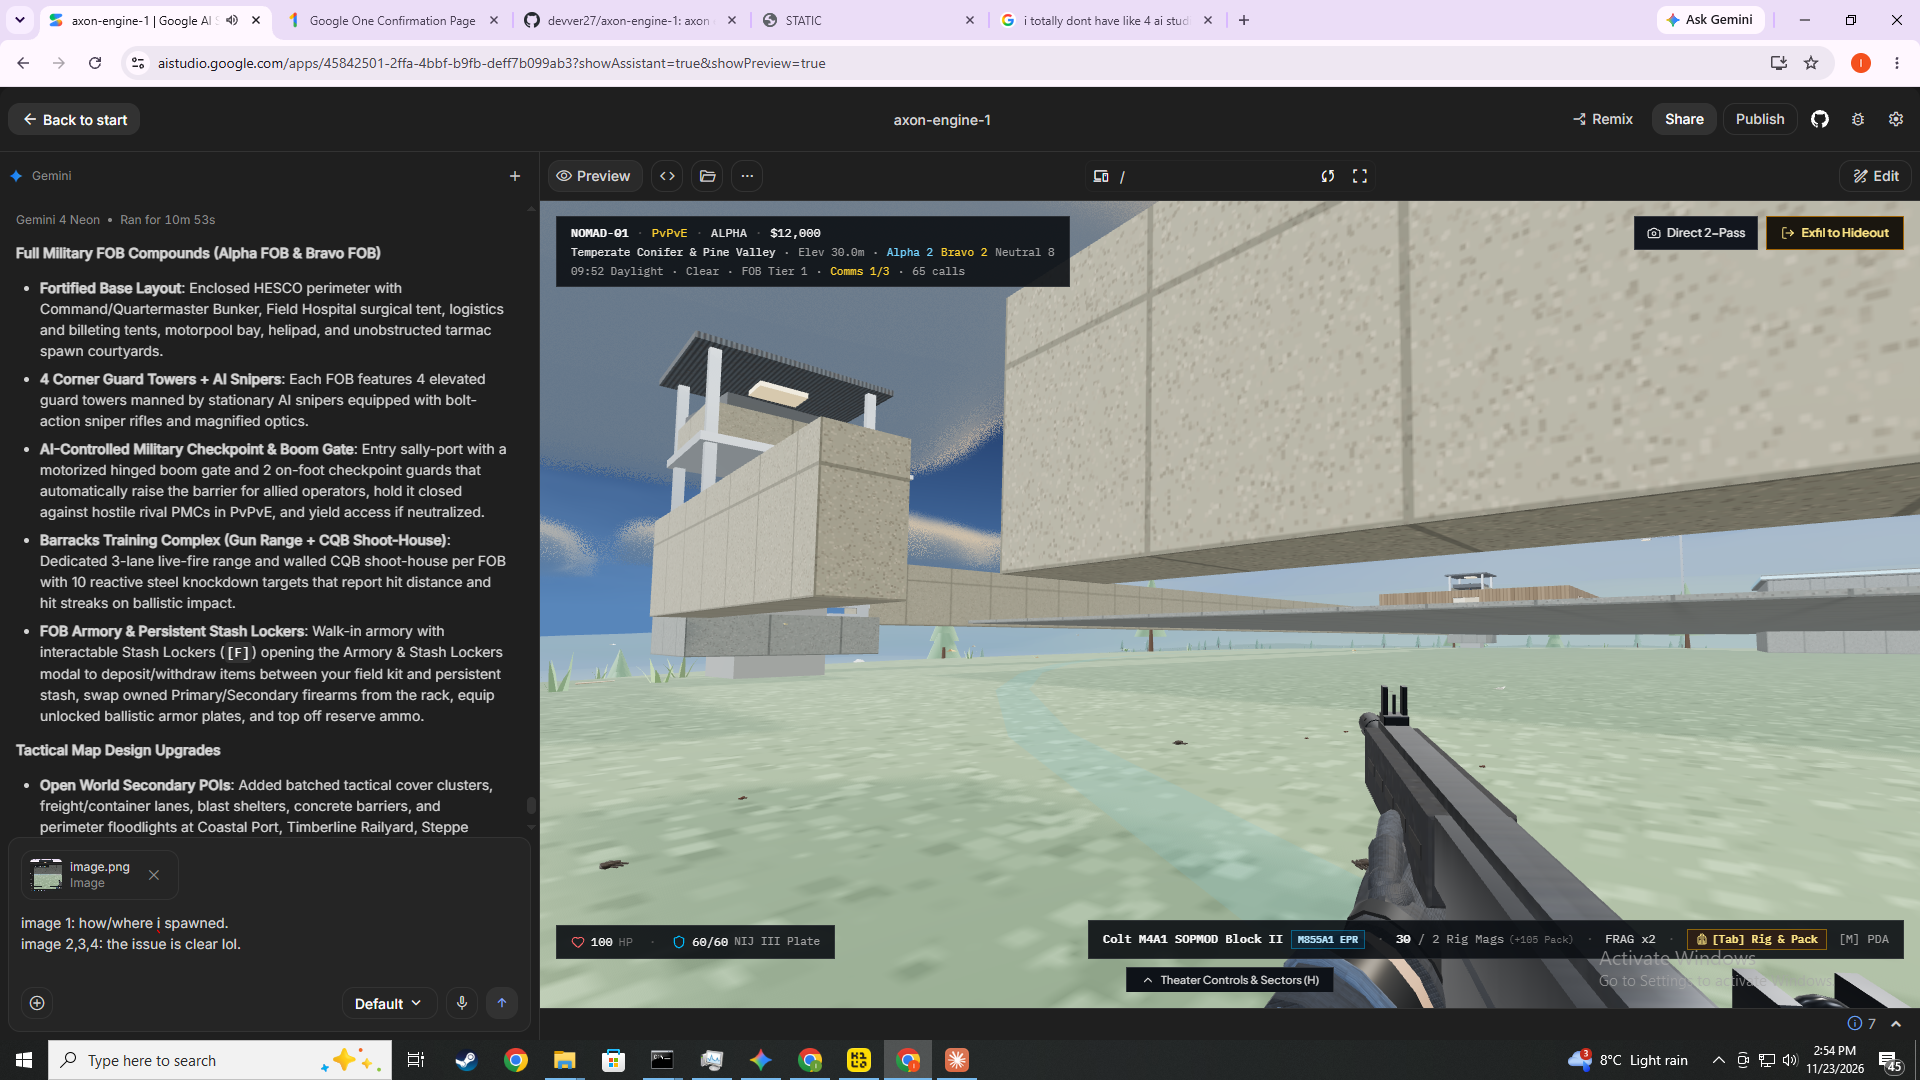 axon-engine-1 | Google AI S
Google One Confirmation Page
devver27/axon-engine-1: axon
STATIC
i totally dont have like 4 ai stud
Ask Gemini
aistudio.google.com/apps/45842501-2ffa-4bbf-b9fb-deff7b099ab3?showAssistant=true&showPreview=true
I
Back to start
axon-engine-1
Remix
Share
Publish
Gemini
Preview
/
Edit
Gemini 4 Neon • Ran for 10m 53s
Full Military FOB Compounds (Alpha FOB & Bravo FOB)
• Fortified Base Layout: Enclosed HESCO perimeter with
Command/Quartermaster Bunker, Field Hospital surgical tent, logistics
and billeting tents, motorpool bay, helipad, and unobstructed tarmac
spawn courtyards.
• 4 Corner Guard Towers + AI Snipers: Each FOB features 4 elevated
guard towers manned by stationary AI snipers equipped with bolt-
action sniper rifles and magnified optics.
• AI-Controlled Military Checkpoint & Boom Gate: Entry sally-port with a
motorized hinged boom gate and 2 on-foot checkpoint guards that
automatically raise the barrier for allied operators, hold it closed
against hostile rival PMCs in PvPvE, and yield access if neutralized.
• Barracks Training Complex (Gun Range + CQB Shoot-House):
Dedicated 3-lane live-fire range and walled CQB shoot-house per FOB
with 10 reactive steel knockdown targets that report hit distance and
hit streaks on ballistic impact.
• FOB Armory & Persistent Stash Lockers: Walk-in armory with
interactable Stash Lockers ([F]) opening the Armory & Stash Lockers
modal to deposit/withdraw items between your field kit and persistent
stash, swap owned Primary/Secondary firearms from the rack, equip
unlocked ballistic armor plates, and top off reserve ammo.
Tactical Map Design Upgrades
• Open World Secondary POIs: Added batched tactical cover clusters,
freight/container lanes, blast shelters, concrete barriers, and
perimeter floodlights at Coastal Port, Timberline Railyard, Steppe
image.png
Image
image 1: how/where i spawned.
image 2,3,4: the issue is clear lol.
Default
NOMAD-01 · PvPvE · ALPHA · $12,000
Temperate Conifer & Pine Valley · Elev 30.0m · Alpha 2 Bravo 2 Neutral 8
09:52 Daylight · Clear · FOB Tier 1 · Comms 1/3 · 65 calls
Direct 2-Pass
Exfil to Hideout
100 HP · 60/60 NIJ III Plate
Colt M4A1 SOPMOD Block II M855A1 EPR · 30 / 2 Rig Mags (+105 Pack) · FRAG x2 · [Tab] Rig & Pack [M] PDA
Theater Controls & Sectors (H)
Activate Windows
Go to Settings to activate Windows.
7
Type here to search
3
8°C Light rain
2:54 PM
11/23/2026
45